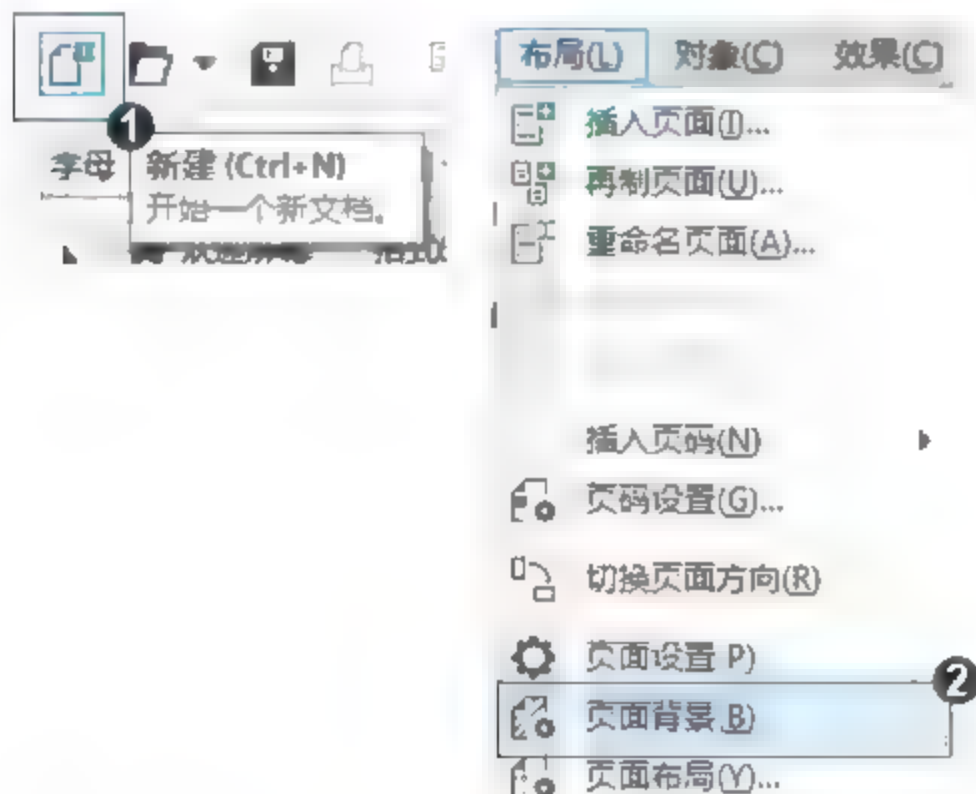 1
字母
新建 (Ctrl+N)
开始一个新文档。
布局(L) 对象(C) 效果(C)
插入页面(I)...
再制页面(U)...
重命名页面(A)...
插入页码(N)
页码设置(G)...
切换页面方向(R)
页面设置 P)
2
页面背景 B)
页面布局(Y)...